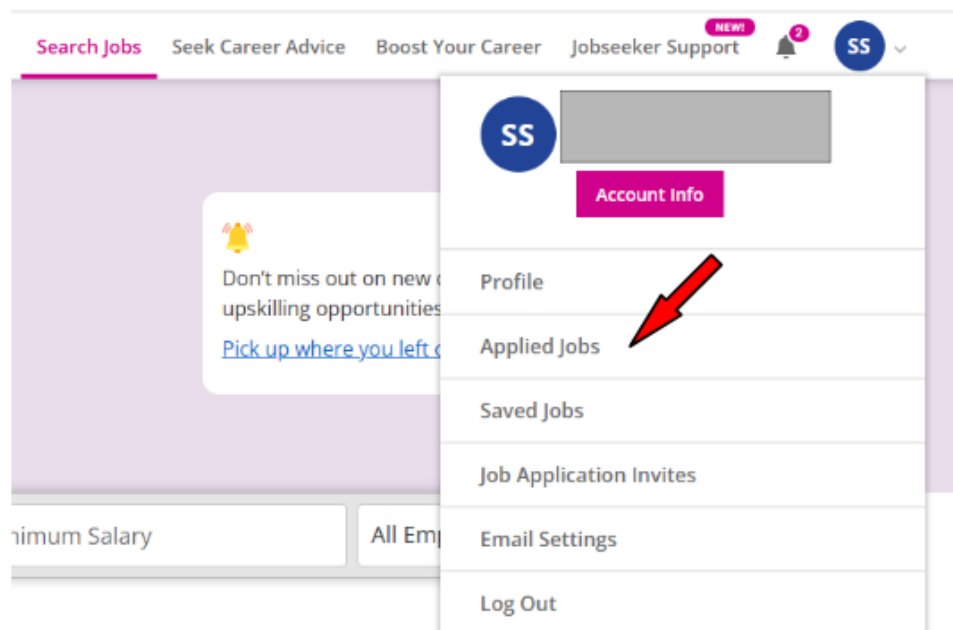 NEW!
Search Jobs Seek Career Advice Boost Your Career Jobseeker Support 2 SS
SS
Account Info
Don't miss out on new
upskilling opportunities
Pick up where you left
Profile
Applied Jobs
Saved Jobs
Job Application Invites
Email Settings
Log Out
Salary
All